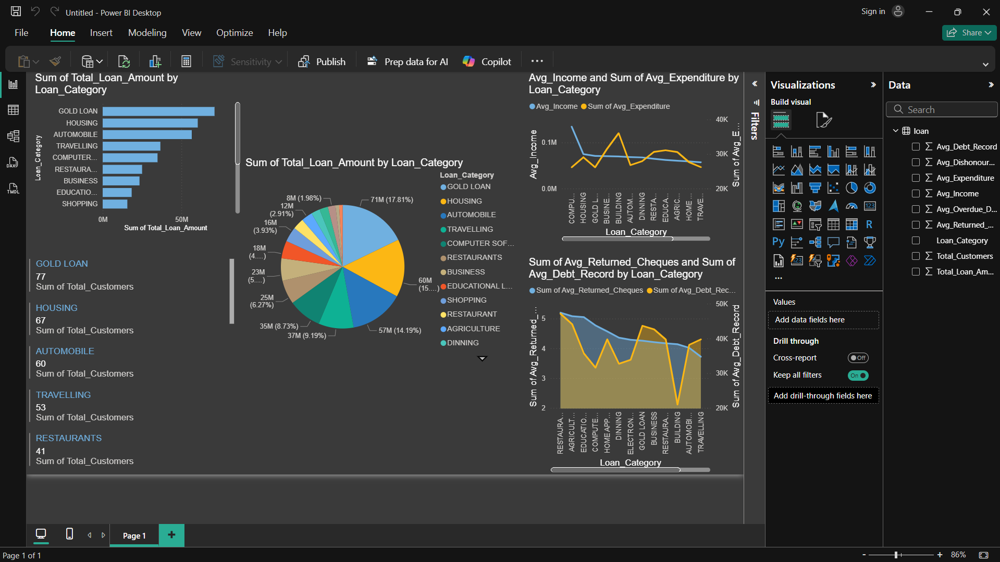 Untitled - Power BI Desktop
Sign in
File Home Insert Modeling View Optimize Help
Share
Sensitivity
Publish
Prep data for AI
Copilot
Sum of Total_Loan_Amount by
Loan_Category
Loan_Category
GOLD LOAN
HOUSING
AUTOMOBILE
TRAVELLING
COMPUTER...
RESTAURA...
BUSINESS
EDUCATIO...
SHOPPING
0M 50M
Sum of Total_Loan_Amount
GOLD LOAN
77
Sum of Total_Customers
HOUSING
67
Sum of Total_Customers
AUTOMOBILE
60
Sum of Total_Customers
TRAVELLING
53
Sum of Total_Customers
RESTAURANTS
41
Sum of Total_Customers
Sum of Total_Loan_Amount by Loan_Category
71M (17.81%)
60M
(15....)
57M (14.19%)
37M (9.19%)
35M (8.73%)
25M
(6.27%)
23M
(5....)
18M
(4....)
16M
(3.93%)
12M
(2.91%)
8M (1.98%)
Loan_Category
GOLD LOAN
HOUSING
AUTOMOBILE
TRAVELLING
COMPUTER SOF...
RESTAURANTS
BUSINESS
EDUCATIONAL L...
SHOPPING
RESTAURANT
AGRICULTURE
DINNING
Avg_Income and Sum of Avg_Expenditure by
Loan_Category
Avg_Income Sum of Avg_Expenditure
Avg_Income
0.1M
0.0M
40K
30K
20K
Sum of Avg_E...
COMPU...
HOUSING
GOLD L...
BUSINE...
BUILDING
AUTOM...
DINNING
RESTA...
EDUCA...
AGRIC...
HOME ...
TRAVE...
Loan_Category
Sum of Avg_Returned_Cheques and Sum of
Avg_Debt_Record by Loan_Category
Sum of Avg_Returned_Cheques Sum of Avg_Debt_Rec...
Sum of Avg_Returned_...
5
4
3
2
50K
40K
30K
20K
Sum of Avg_Debt_Record
RESTAURA...
AGRICULT...
EDUCATIO...
COMPUTE...
HOME APP...
DINNING
ELECTRON...
GOLD LOAN
BUSINESS
RESTAURA...
BUILDING
AUTOMOBI...
TRAVELLING
Loan_Category
Filters
Visualizations
Build visual
R
Py
123
Values
Add data fields here
Drill through
Cross-report
Off
Keep all filters
On
Add drill-through fields here
Data
Search
loan
Avg_Debt_Record
Avg_Dishonour...
Avg_Expenditure
Avg_Income
Avg_Overdue_D...
Avg_Returned_...
Loan_Category
Total_Customers
Total_Loan_Am...
DAX
TMDL
Page 1
Page 1 of 1
- + 86%